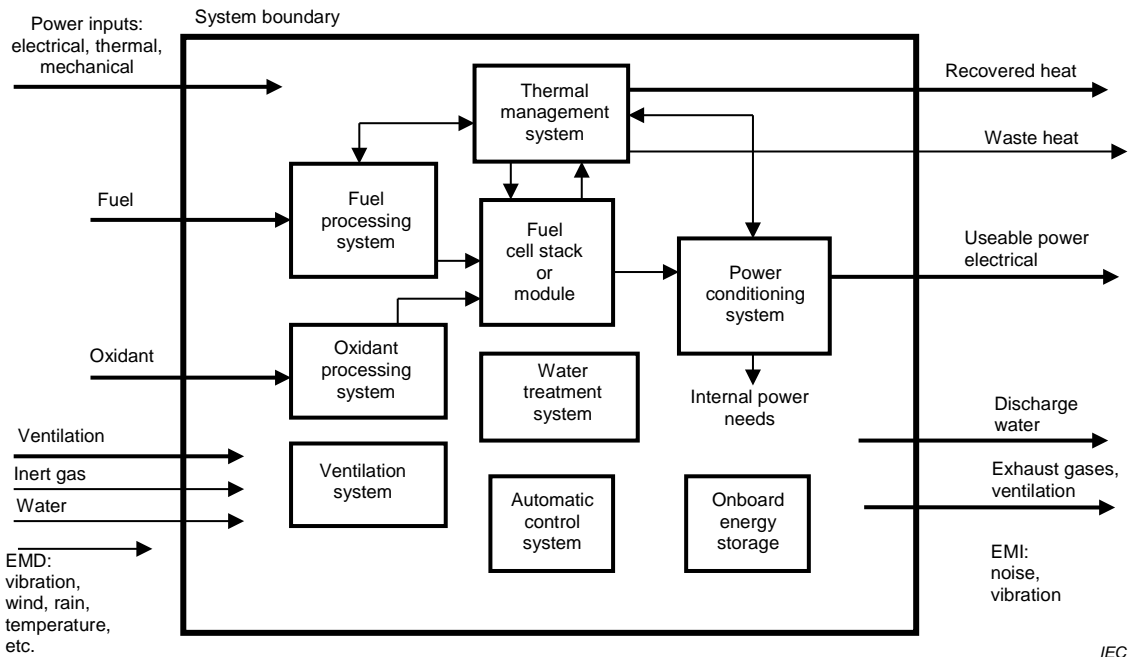 System boundary
Power inputs:
electrical, thermal,
mechanical
Thermal
management
system
Recovered heat
Waste heat
Fuel
Fuel
processing
system
Fuel
cell stack
or
module
Power
conditioning
system
Useable power
electrical
Oxidant
Oxidant
processing
system
Water
treatment
system
Internal power
needs
Discharge
water
Ventilation
Inert gas
Water
Ventilation
system
Automatic
control
system
Onboard
energy
storage
Exhaust gases,
ventilation
EMD:
vibration,
wind, rain,
temperature,
etc.
EMI:
noise,
vibration
IEC